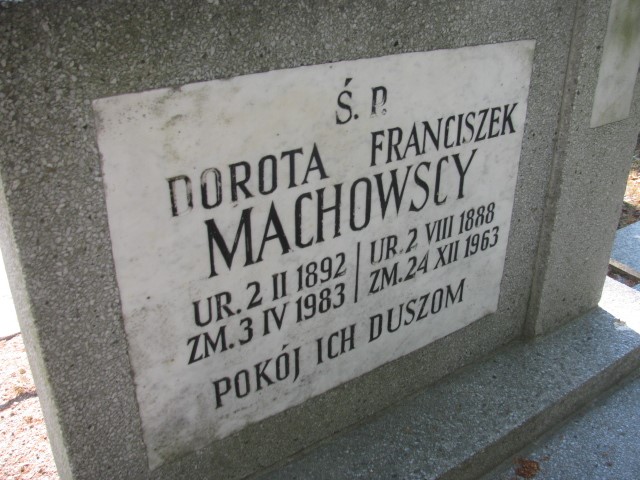 Ś. P.
DOROTA FRANCISZEK
MACHOWSCY
UR. 2 II 1892 UR. 2 VIII 1888
ZM. 3 IV 1983 ZM. 24 XII 1963
POKÓJ ICH DUSZOM